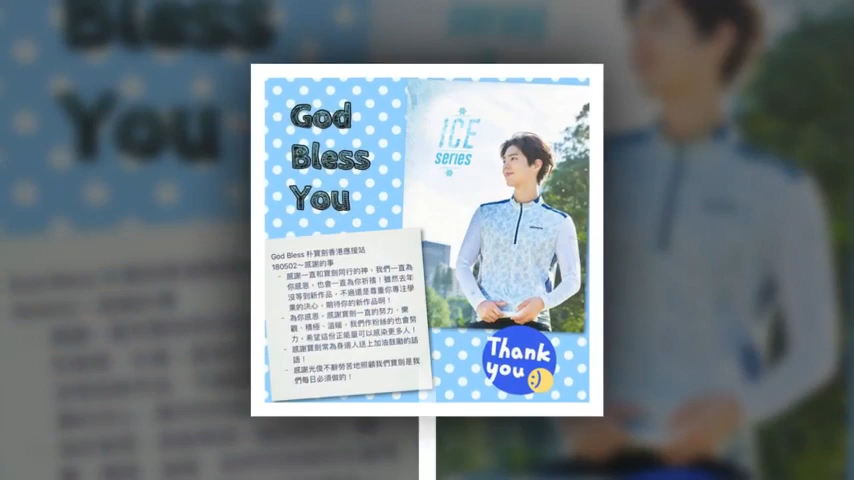 God
Bless
You
ICE
series
God Bless 朴寶劍香港應援站
180502～感謝的事
- 感謝一直和寶劍同行的神，我們一直為
你感恩，也會一直為你祈禱！雖然去年
沒等到新作品，不過還是尊重你專注學
業的決心，期待你的新作品啊！
- 為你感恩，感謝寶劍一直的努力，樂
觀、積極、溫暖，我們作粉絲的也會努
力，希望這份正能量可以感染更多人！
- 感謝寶劍常為身邊人送上加油鼓勵的話
語！
- 感謝光俊不辭勞苦地照顧我們寶劍是我
們每日必須做的！
Thank
you
Bless
You